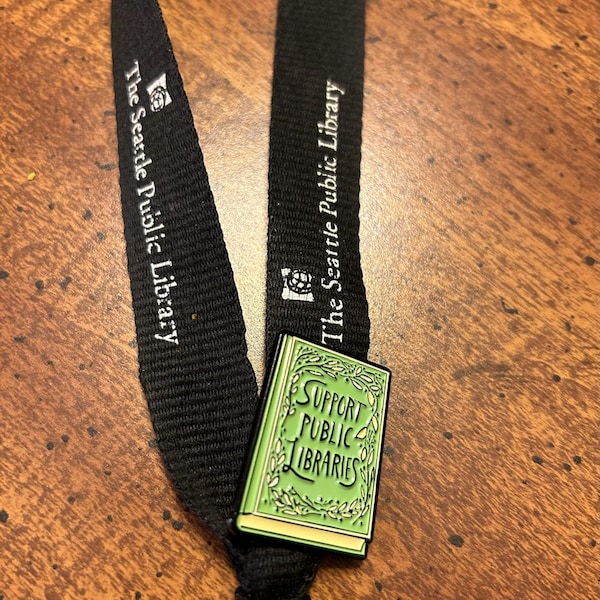 The Seattle Public Library
The Seattle Public Library
SUPPORT
PUBLIC
LIBRARIES